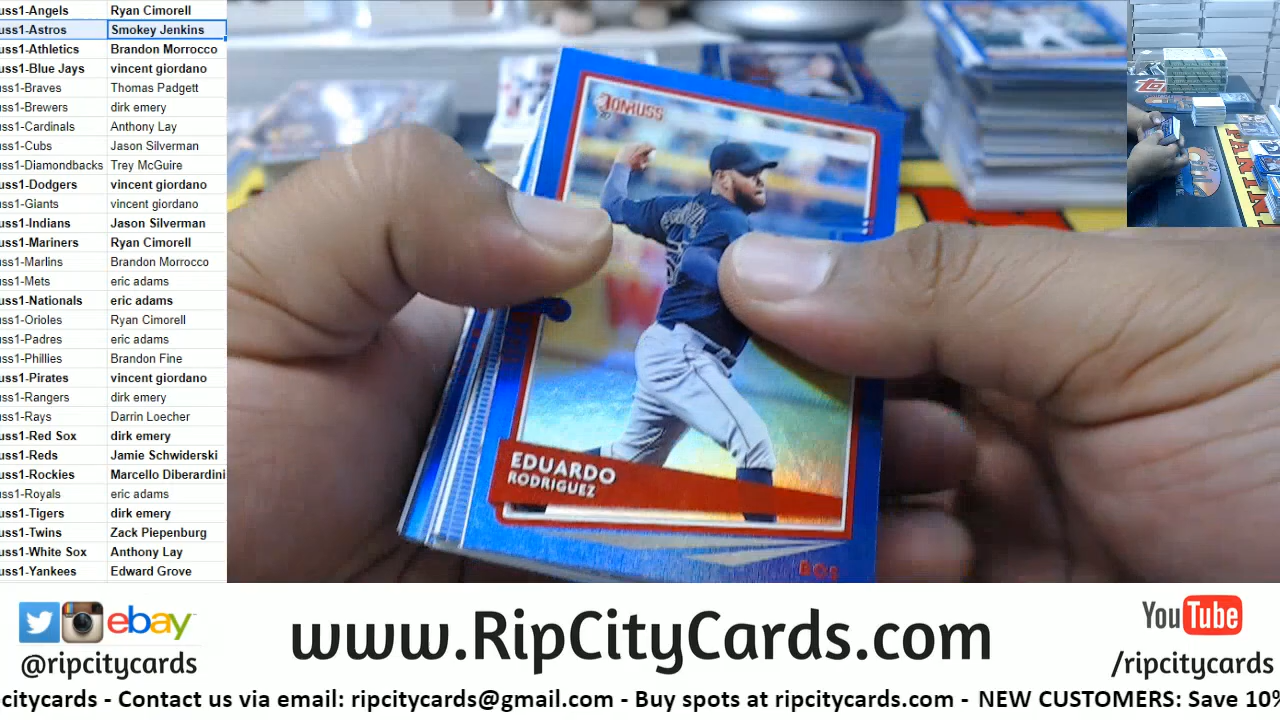 uss1-Angels Ryan Cimorell
uss1-Astros Smokey Jenkins
uss1-Athletics Brandon Morrocco
uss1-Blue Jays vincent giordano
uss1-Braves Thomas Padgett
uss1-Brewers dirk emery
uss1-Cardinals Anthony Lay
uss1-Cubs Jason Silverman
uss1-Diamondbacks Trey McGuire
uss1-Dodgers vincent giordano
uss1-Giants vincent giordano
uss1-Indians Jason Silverman
uss1-Mariners Ryan Cimorell
uss1-Marlins Brandon Morrocco
uss1-Mets eric adams
uss1-Nationals eric adams
uss1-Orioles Ryan Cimorell
uss1-Padres eric adams
uss1-Phillies Brandon Fine
uss1-Pirates vincent giordano
uss1-Rangers dirk emery
uss1-Rays Darrin Loecher
uss1-Red Sox dirk emery
uss1-Reds Jamie Schwiderski
uss1-Rockies Marcello Diberardini
uss1-Royals eric adams
uss1-Tigers dirk emery
uss1-Twins Zack Piepenburg
uss1-White Sox Anthony Lay
uss1-Yankees Edward Grove
Donruss
EDUARDO
RODRIGUEZ
BOS
PANINI
ebay
@ripcitycards
www.RipCityCards.com
YouTube
/ripcitycards
citycards - Contact us via email: ripcitycards@gmail.com - Buy spots at ripcitycards.com - NEW CUSTOMERS: Save 10%